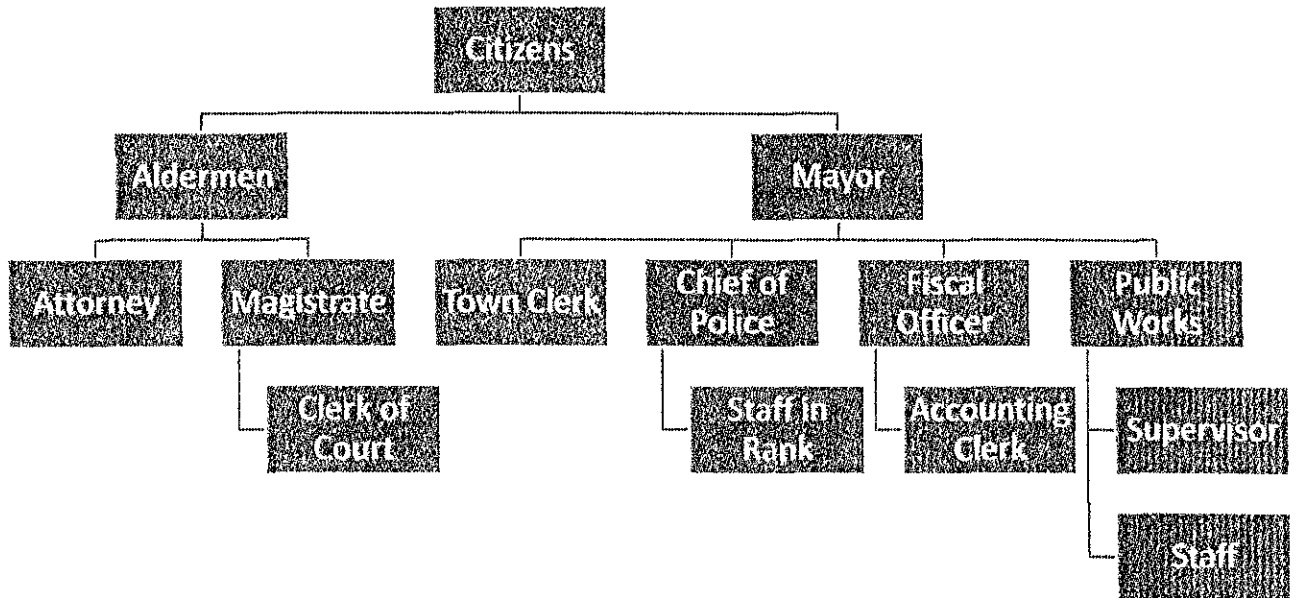 Citizens
Aldermen
Mayor
Attorney
Magistrate
Town Clerk
Chief of
Police
Fiscal
Officer
Public
Works
Clerk of
Court
Staff in
Rank
Accounting
Clerk
Supervisor
Staff